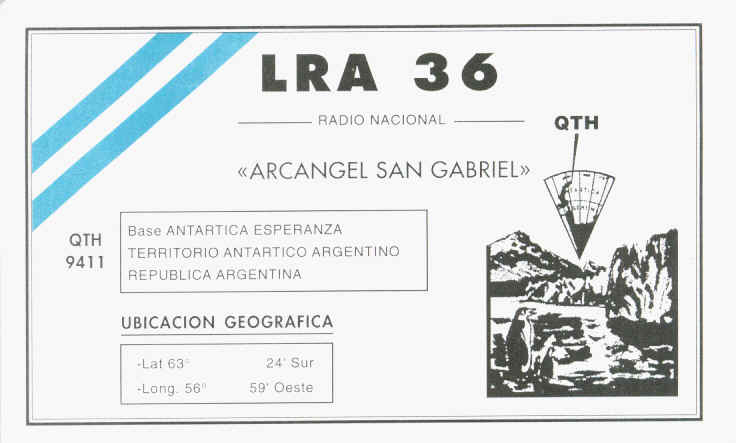 LRA 36
RADIO NACIONAL
QTH
«ARCANGEL SAN GABRIEL»
QTH
9411
Base ANTARTICA ESPERANZA
TERRITORIO ANTARTICO ARGENTINO
REPUBLICA ARGENTINA
UBICACION GEOGRAFICA
-Lat 63° 24' Sur
-Long. 56° 59' Oeste